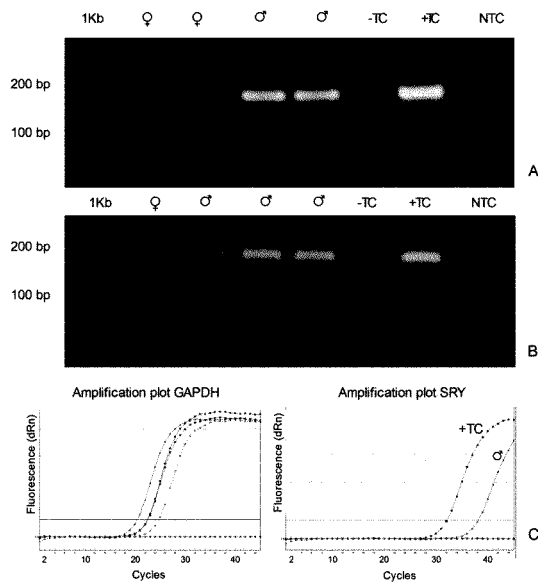 1Kb ♀ ♀ ♂ ♂ -TC +TC NTC
200 bp
100 bp
A
1Kb ♀ ♂ ♂ ♂ -TC +TC NTC
200 bp
100 bp
B
Amplification plot GAPDH Amplification plot SRY
Fluorescence (dRn) Fluorescence (dRn)
+TC
♂
C
2 10 20 30 40 2 10 20 30 40
Cycles Cycles